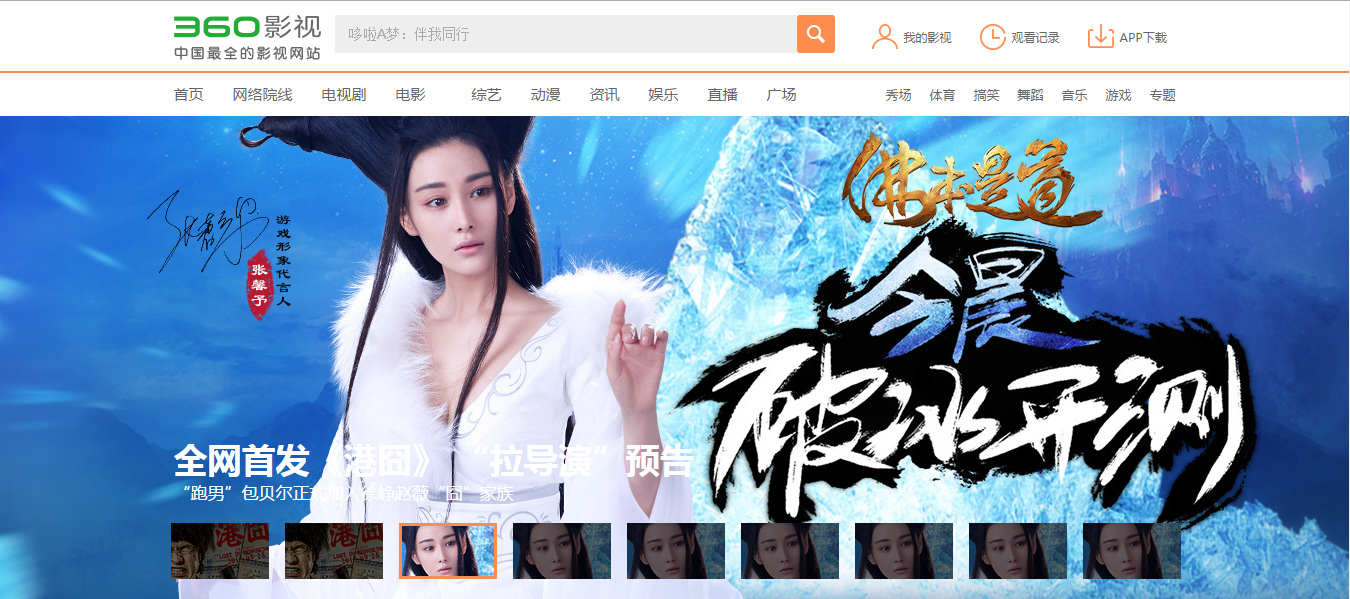 360影视
中国最全的影视网站
哆啦A梦：伴我同行
我的影视
观看记录
APP下载
首页 网络院线 电视剧 电影 综艺 动漫 资讯 娱乐 直播 广场
秀场 体育 搞笑 舞蹈 音乐 游戏 专题
佛本是道
张馨予
游戏形象代言人
张馨予
今晨
破冰开测
全网首发《港囧》 “拉导演”预告
“跑男”包贝尔正式加入徐峥赵薇“囧”家族
港囧
港囧